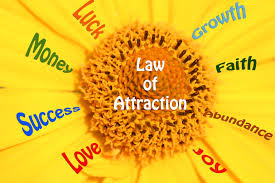 Luck
Growth
Money
Law
of
Attraction
Faith
Success
Abundance
Love
Joy